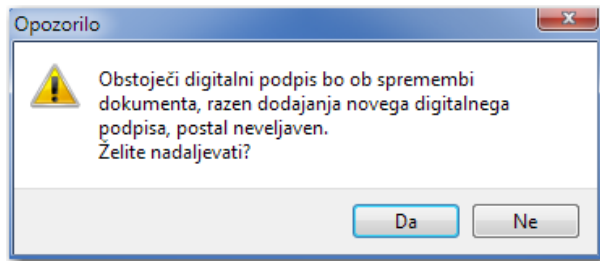 Opozorilo
Obstoječi digitalni podpis bo ob spremembi
dokumenta, razen dodajanja novega digitalnega
podpisa, postal neveljaven.
Želite nadaljevati?
Da
Ne